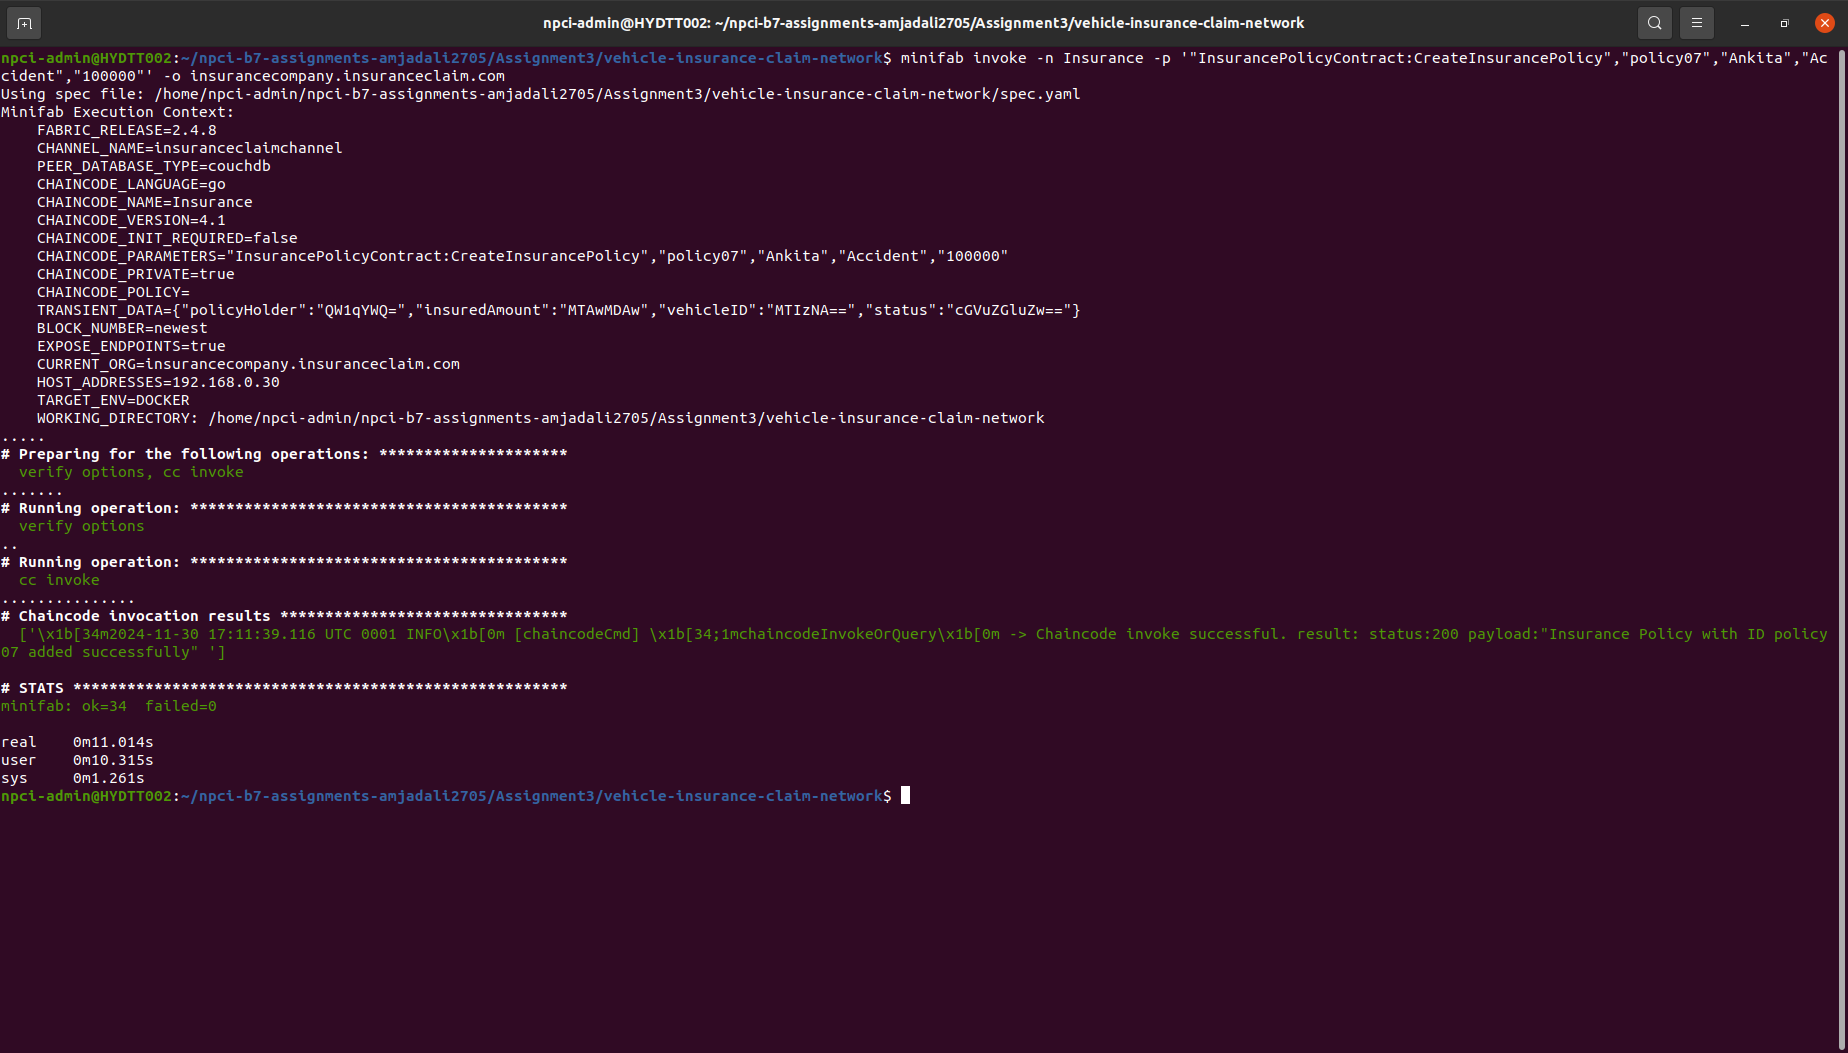 npci-admin@HYDTT002: ~/npci-b7-assignments-amjadali2705/Assignment3/vehicle-insurance-claim-network
npci-admin@HYDTT002:~/npci-b7-assignments-amjadali2705/Assignment3/vehicle-insurance-claim-network$ minifab invoke -n Insurance -p '"InsurancePolicyContract:CreateInsurancePolicy","policy07","Ankita","Ac
cident","100000"' -o insurancecompany.insuranceclaim.com
Using spec file: /home/npci-admin/npci-b7-assignments-amjadali2705/Assignment3/vehicle-insurance-claim-network/spec.yaml
Minifab Execution Context:
    FABRIC_RELEASE=2.4.8
    CHANNEL_NAME=insuranceclaimchannel
    PEER_DATABASE_TYPE=couchdb
    CHAINCODE_LANGUAGE=go
    CHAINCODE_NAME=Insurance
    CHAINCODE_VERSION=4.1
    CHAINCODE_INIT_REQUIRED=false
    CHAINCODE_PARAMETERS="InsurancePolicyContract:CreateInsurancePolicy","policy07","Ankita","Accident","100000"
    CHAINCODE_PRIVATE=true
    CHAINCODE_POLICY=
    TRANSIENT_DATA={"policyHolder":"QW1qYWQ=","insuredAmount":"MTAwMDAw","vehicleID":"MTIzNA==","status":"cGVuZGluZw=="}
    BLOCK_NUMBER=newest
    EXPOSE_ENDPOINTS=true
    CURRENT_ORG=insurancecompany.insuranceclaim.com
    HOST_ADDRESSES=192.168.0.30
    TARGET_ENV=DOCKER
    WORKING_DIRECTORY: /home/npci-admin/npci-b7-assignments-amjadali2705/Assignment3/vehicle-insurance-claim-network
.....
# Preparing for the following operations: *********************
  verify options, cc invoke
.......
# Running operation: ******************************************
  verify options
..
# Running operation: ******************************************
  cc invoke
...............
# Chaincode invocation results ********************************
  ['\x1b[34m2024-11-30 17:11:39.116 UTC 0001 INFO\x1b[0m [chaincodeCmd] \x1b[34;1mchaincodeInvokeOrQuery\x1b[0m -> Chaincode invoke successful. result: status:200 payload:"Insurance Policy with ID policy
07 added successfully" ']
# STATS *******************************************************
minifab: ok=34  failed=0
real    0m11.014s
user    0m10.315s
sys     0m1.261s
npci-admin@HYDTT002:~/npci-b7-assignments-amjadali2705/Assignment3/vehicle-insurance-claim-network$